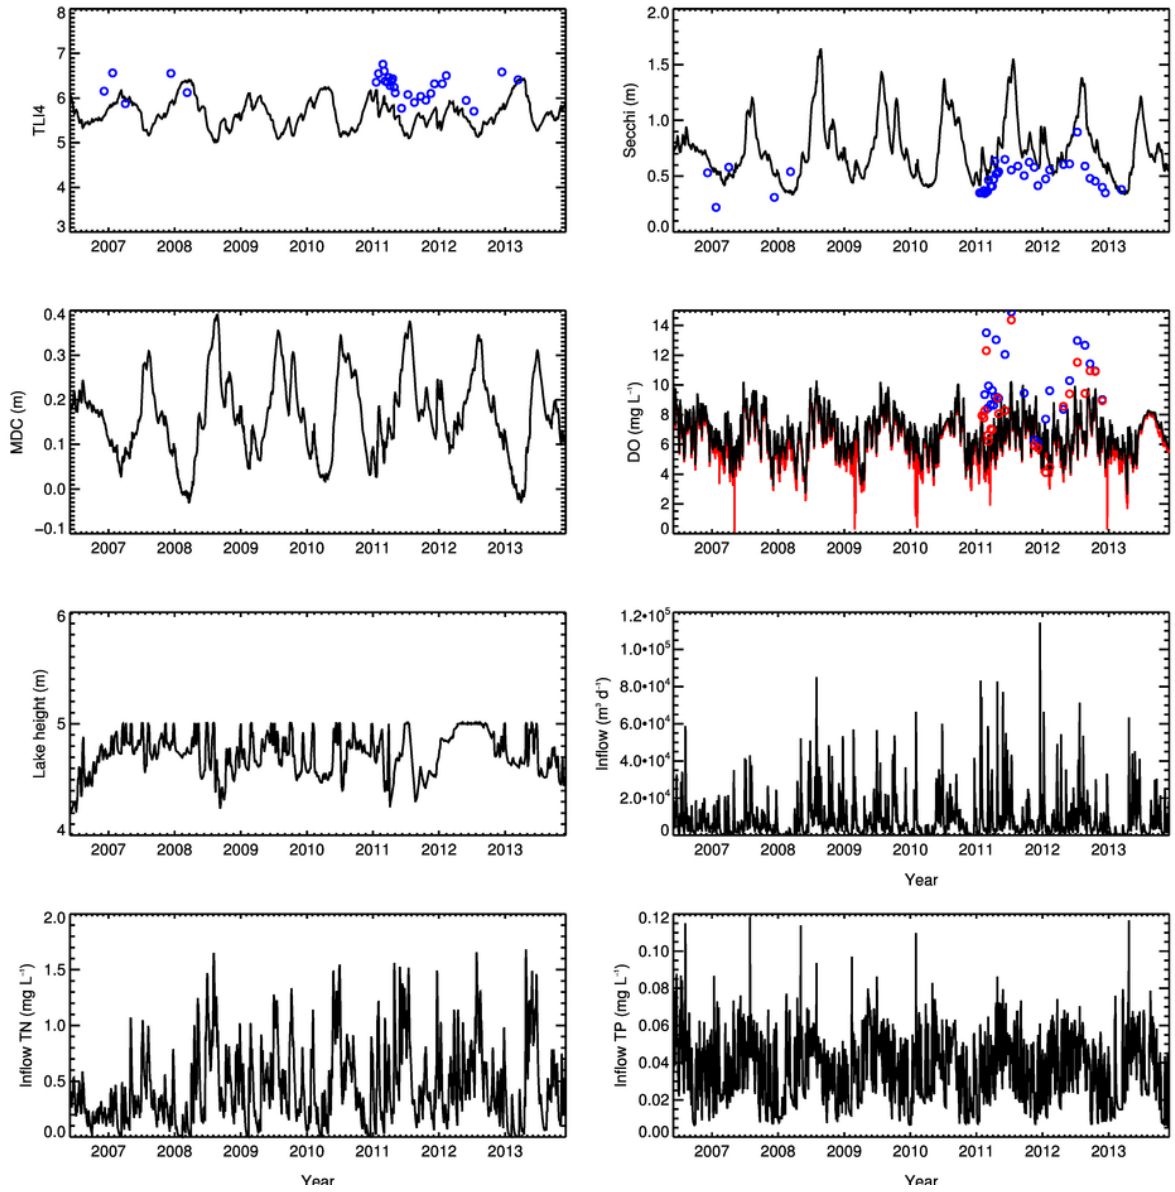 8
7
6
5
4
3
TLI4
2007 2008 2009 2010 2011 2012 2013
2.0
1.5
1.0
0.5
0.0
Secchi (m)
2007 2008 2009 2010 2011 2012 2013
0.4
0.3
0.2
0.1
0.0
−0.1
MDC (m)
2007 2008 2009 2010 2011 2012 2013
14
12
10
8
6
4
2
0
DO (mg L⁻¹)
2007 2008 2009 2010 2011 2012 2013
6
5
4
Lake height (m)
2007 2008 2009 2010 2011 2012 2013
1.2•10⁵
1.0•10⁵
8.0•10⁴
6.0•10⁴
4.0•10⁴
2.0•10⁴
0
Inflow (m³ d⁻¹)
2007 2008 2009 2010 2011 2012 2013
Year
2.0
1.5
1.0
0.5
0.0
Inflow TN (mg L⁻¹)
2007 2008 2009 2010 2011 2012 2013
Year
0.12
0.10
0.08
0.06
0.04
0.02
0.00
Inflow TP (mg L⁻¹)
2007 2008 2009 2010 2011 2012 2013
Year